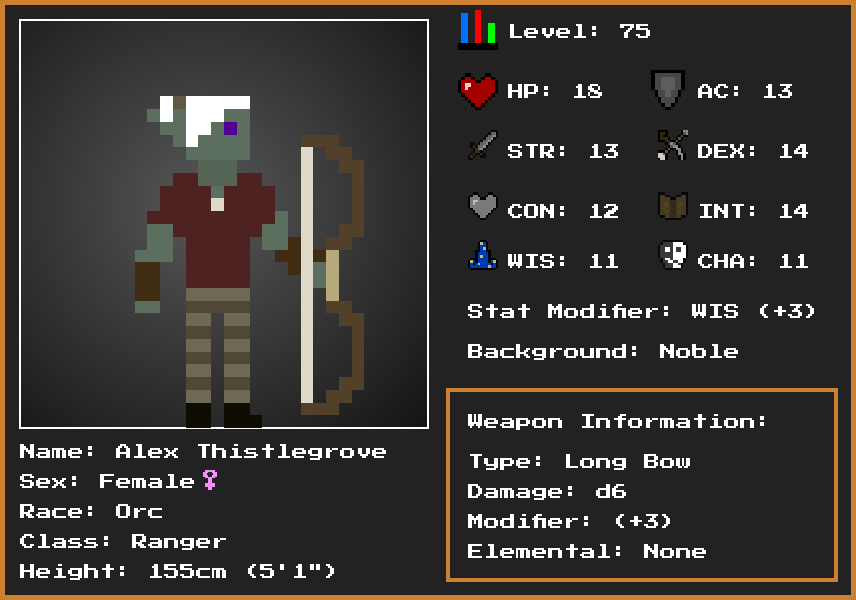 Level: 75
HP: 18
AC: 13
STR: 13
DEX: 14
CON: 12
INT: 14
WIS: 11
CHA: 11
Stat Modifier: WIS (+3)
Background: Noble
Weapon Information:
Type: Long Bow
Damage: d6
Modifier: (+3)
Elemental: None
Name: Alex Thistlegrove
Sex: Female♀
Race: Orc
Class: Ranger
Height: 155cm (5'1")